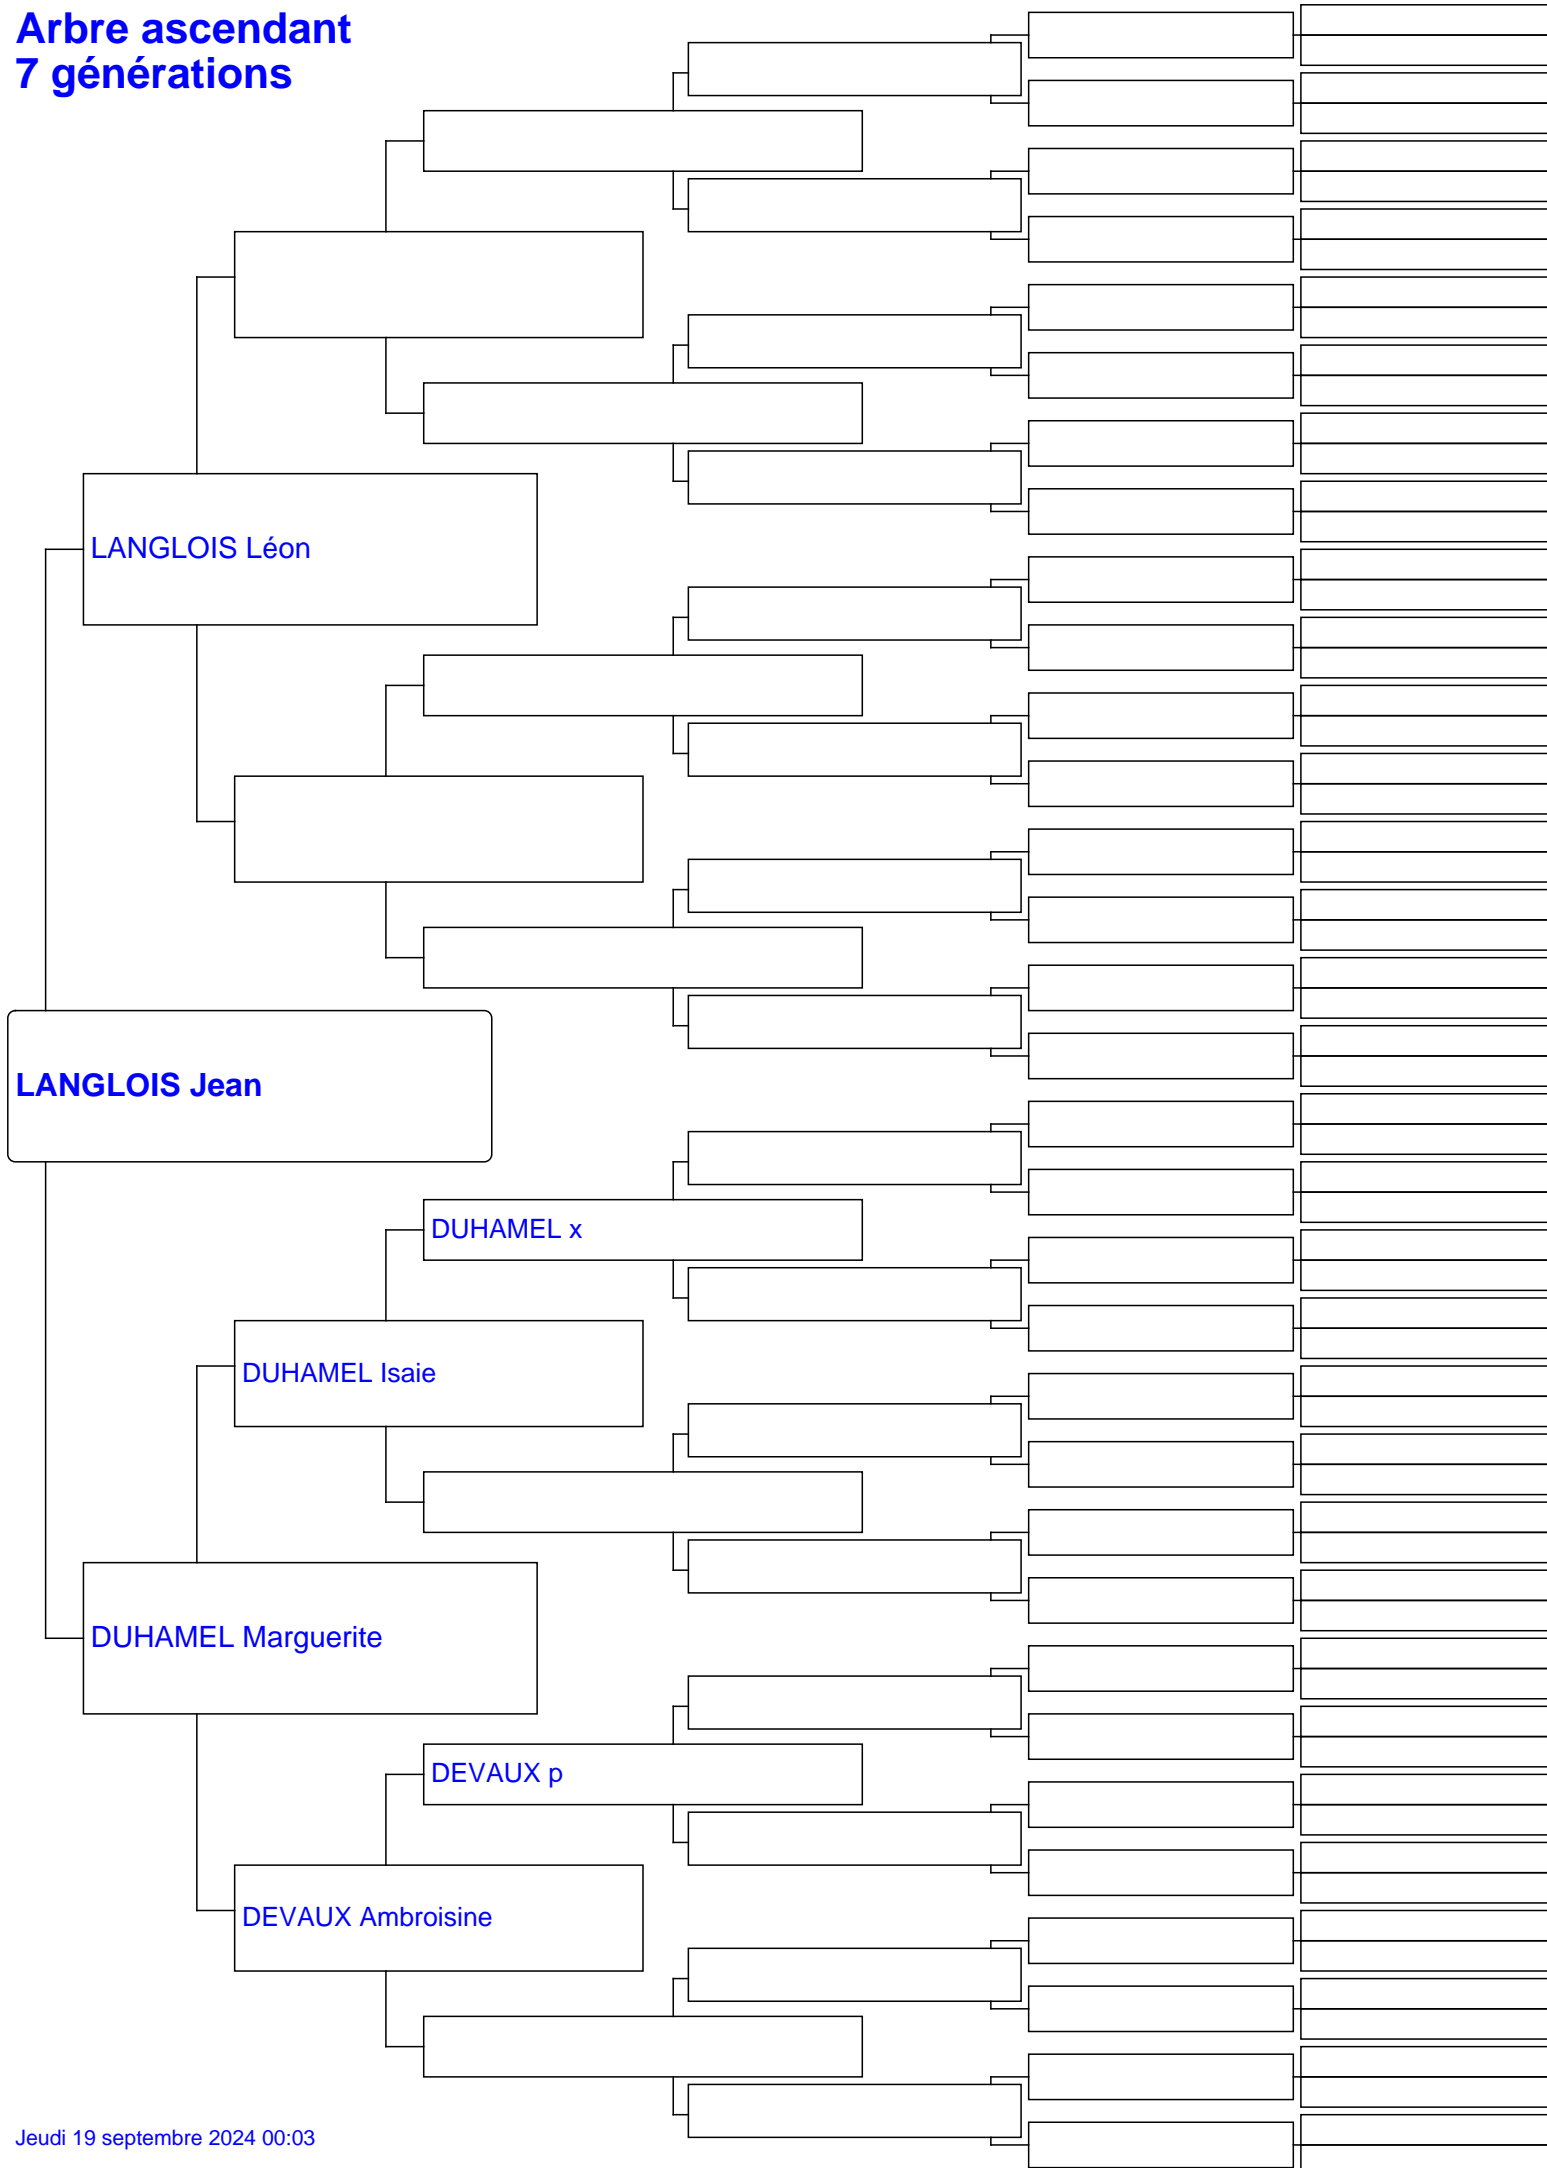 Arbre ascendant
7 générations
LANGLOIS Léon
LANGLOIS Jean
DUHAMEL x
DUHAMEL Isaie
DUHAMEL Marguerite
DEVAUX p
DEVAUX Ambroisine
Jeudi 19 septembre 2024 00:03